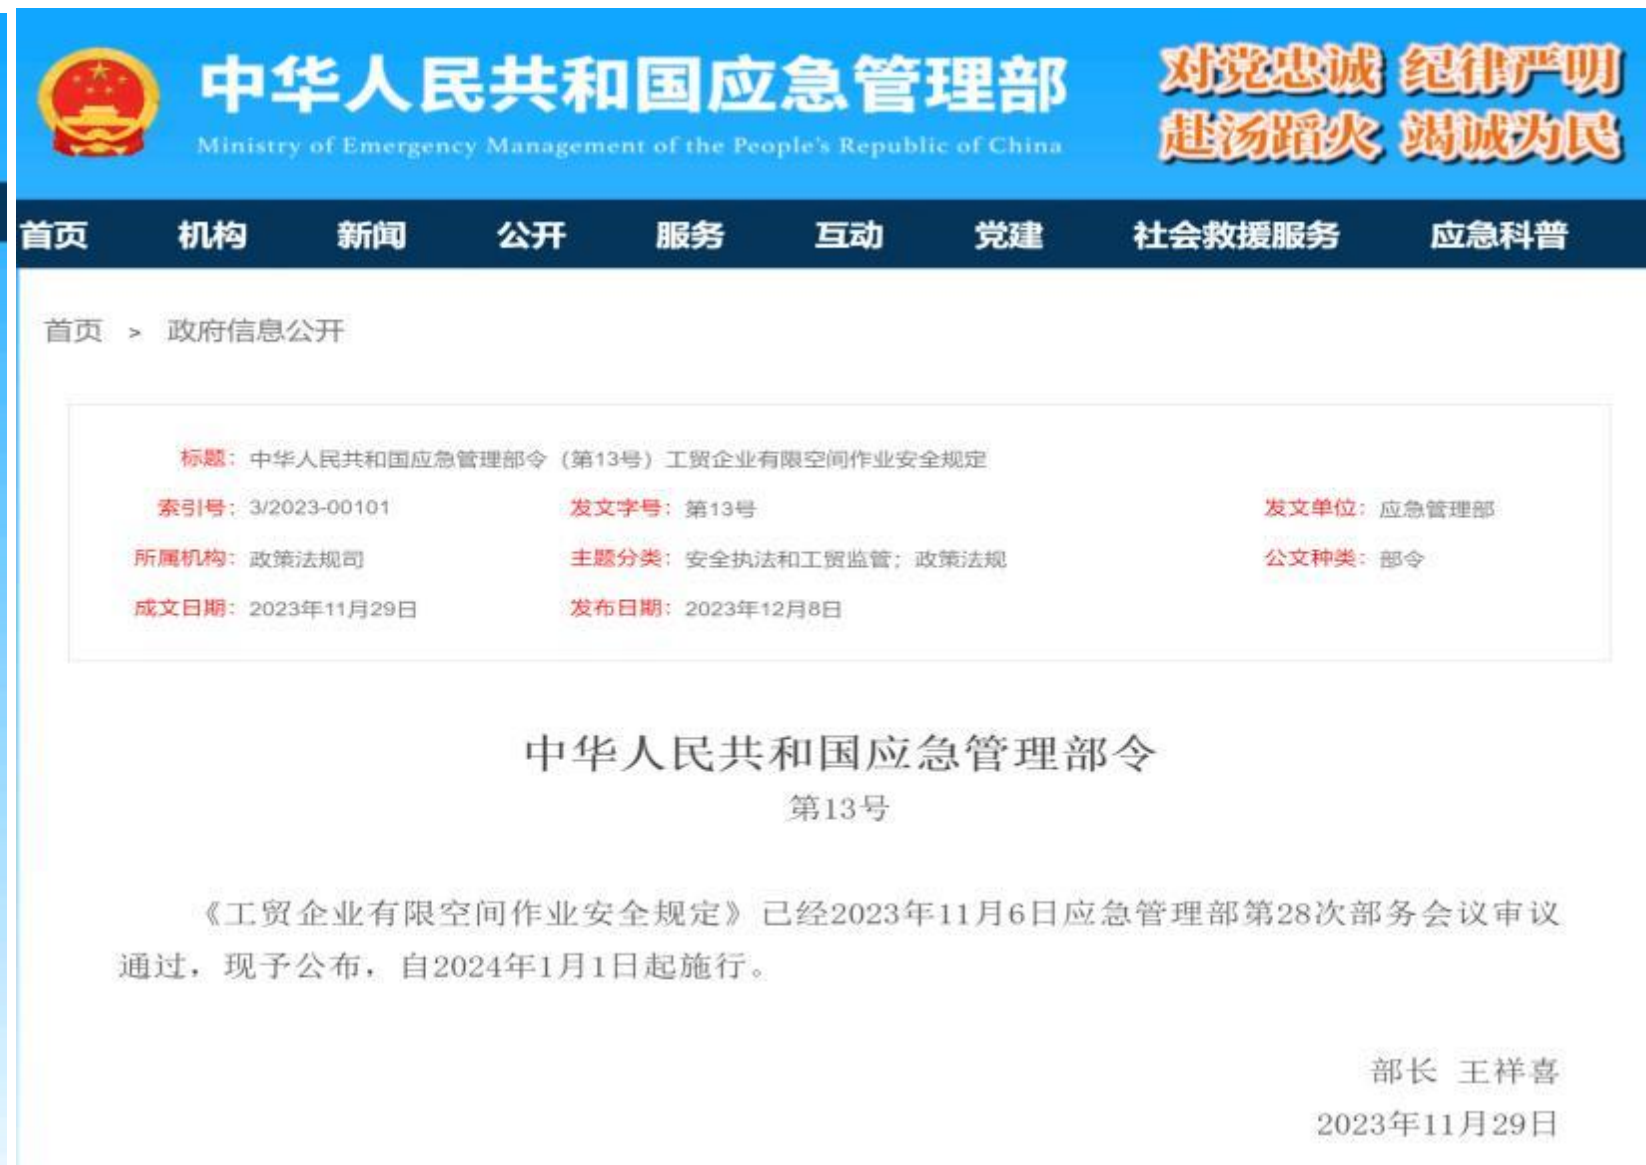 中华人民共和国应急管理部
Ministry of Emergency Management of the People's Republic of China
对党忠诚 纪律严明
赴汤蹈火 竭诚为民
首页 机构 新闻 公开 服务 互动 党建 社会救援服务 应急科普
首页 > 政府信息公开
标题：中华人民共和国应急管理部令（第13号）工贸企业有限空间作业安全规定
索引号：3/2023-00101 发文字号：第13号 发文单位：应急管理部
所属机构：政策法规司 主题分类：安全执法和工贸监管；政策法规 公文种类：部令
成文日期：2023年11月29日 发布日期：2023年12月8日
中华人民共和国应急管理部令
第13号
《工贸企业有限空间作业安全规定》已经2023年11月6日应急管理部第28次部务会议审议
通过，现予公布，自2024年1月1日起施行。
部长 王祥喜
2023年11月29日